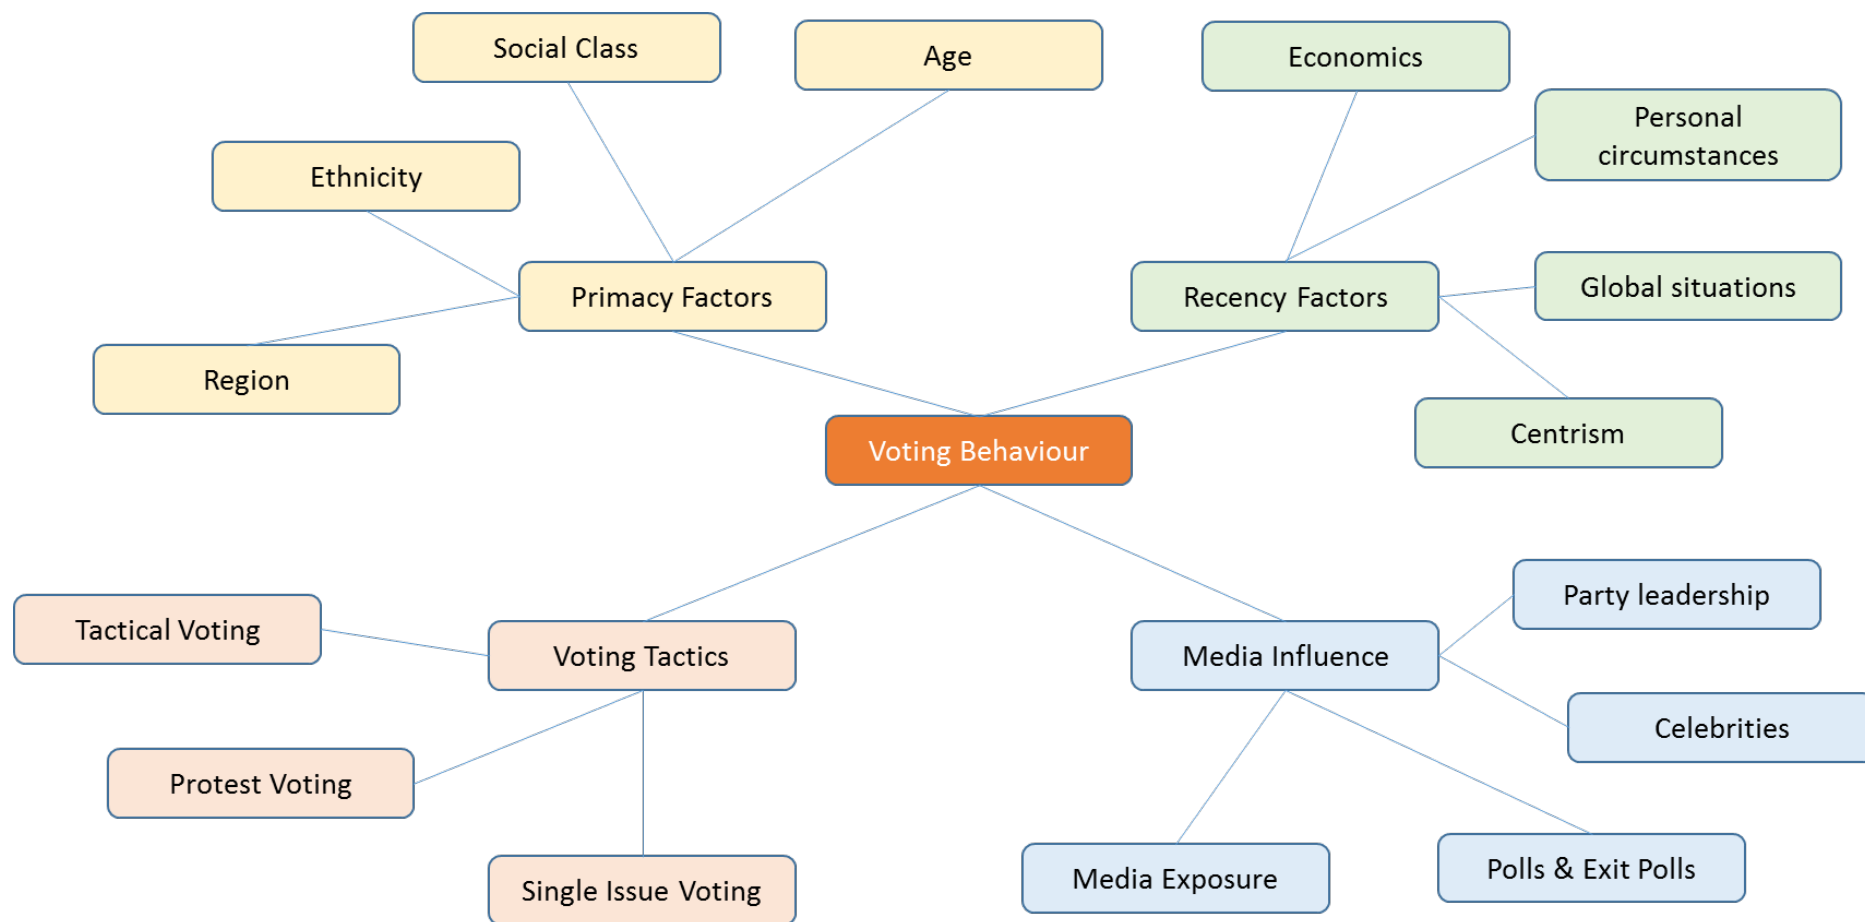 Social Class
Age
Economics
Personal
circumstances
Ethnicity
Primacy Factors
Recency Factors
Global situations
Region
Centrism
Voting Behaviour
Tactical Voting
Voting Tactics
Media Influence
Party leadership
Celebrities
Protest Voting
Single Issue Voting
Media Exposure
Polls & Exit Polls